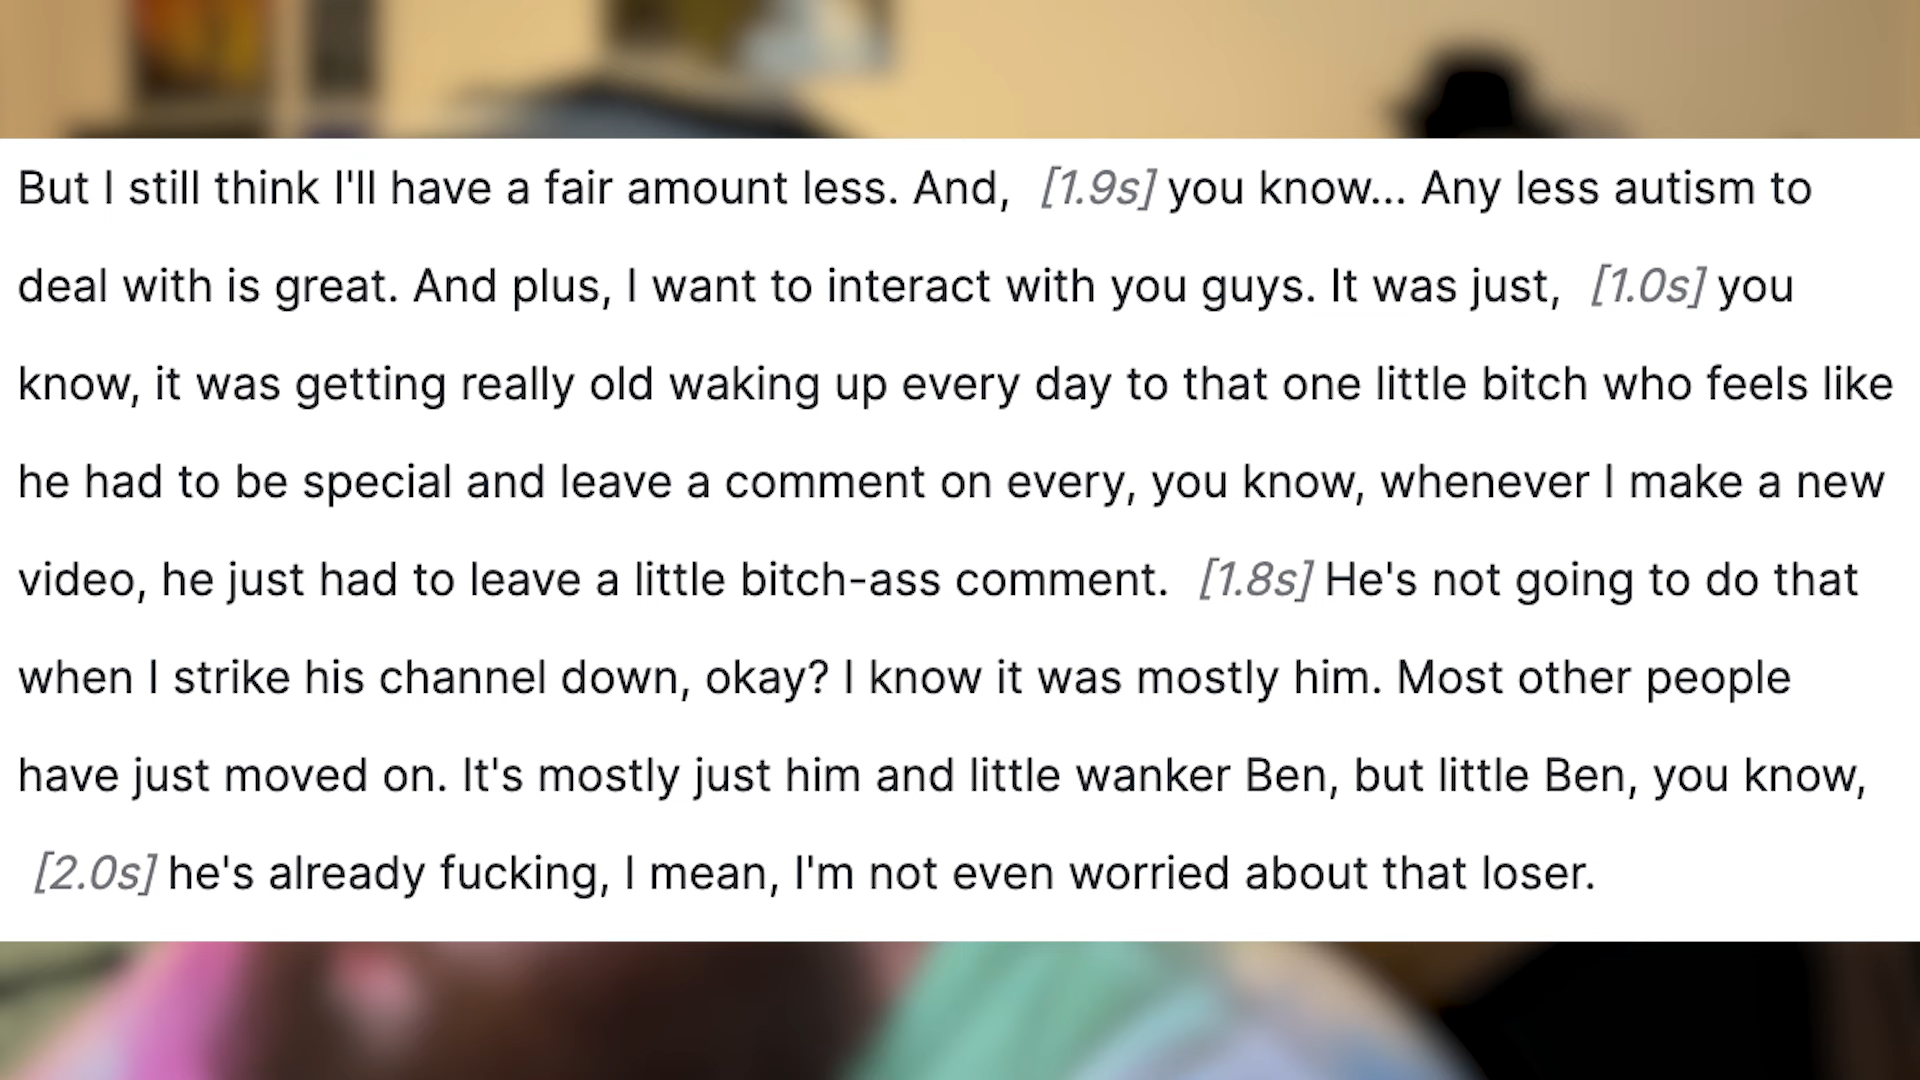 But I still think I'll have a fair amount less. And, [1.9s] you know... Any less autism to
deal with is great. And plus, I want to interact with you guys. It was just, [1.0s] you
know, it was getting really old waking up every day to that one little bitch who feels like
he had to be special and leave a comment on every, you know, whenever I make a new
video, he just had to leave a little bitch-ass comment. [1.8s] He's not going to do that
when I strike his channel down, okay? I know it was mostly him. Most other people
have just moved on. It's mostly just him and little wanker Ben, but little Ben, you know,
[2.0s] he's already fucking, I mean, I'm not even worried about that loser.